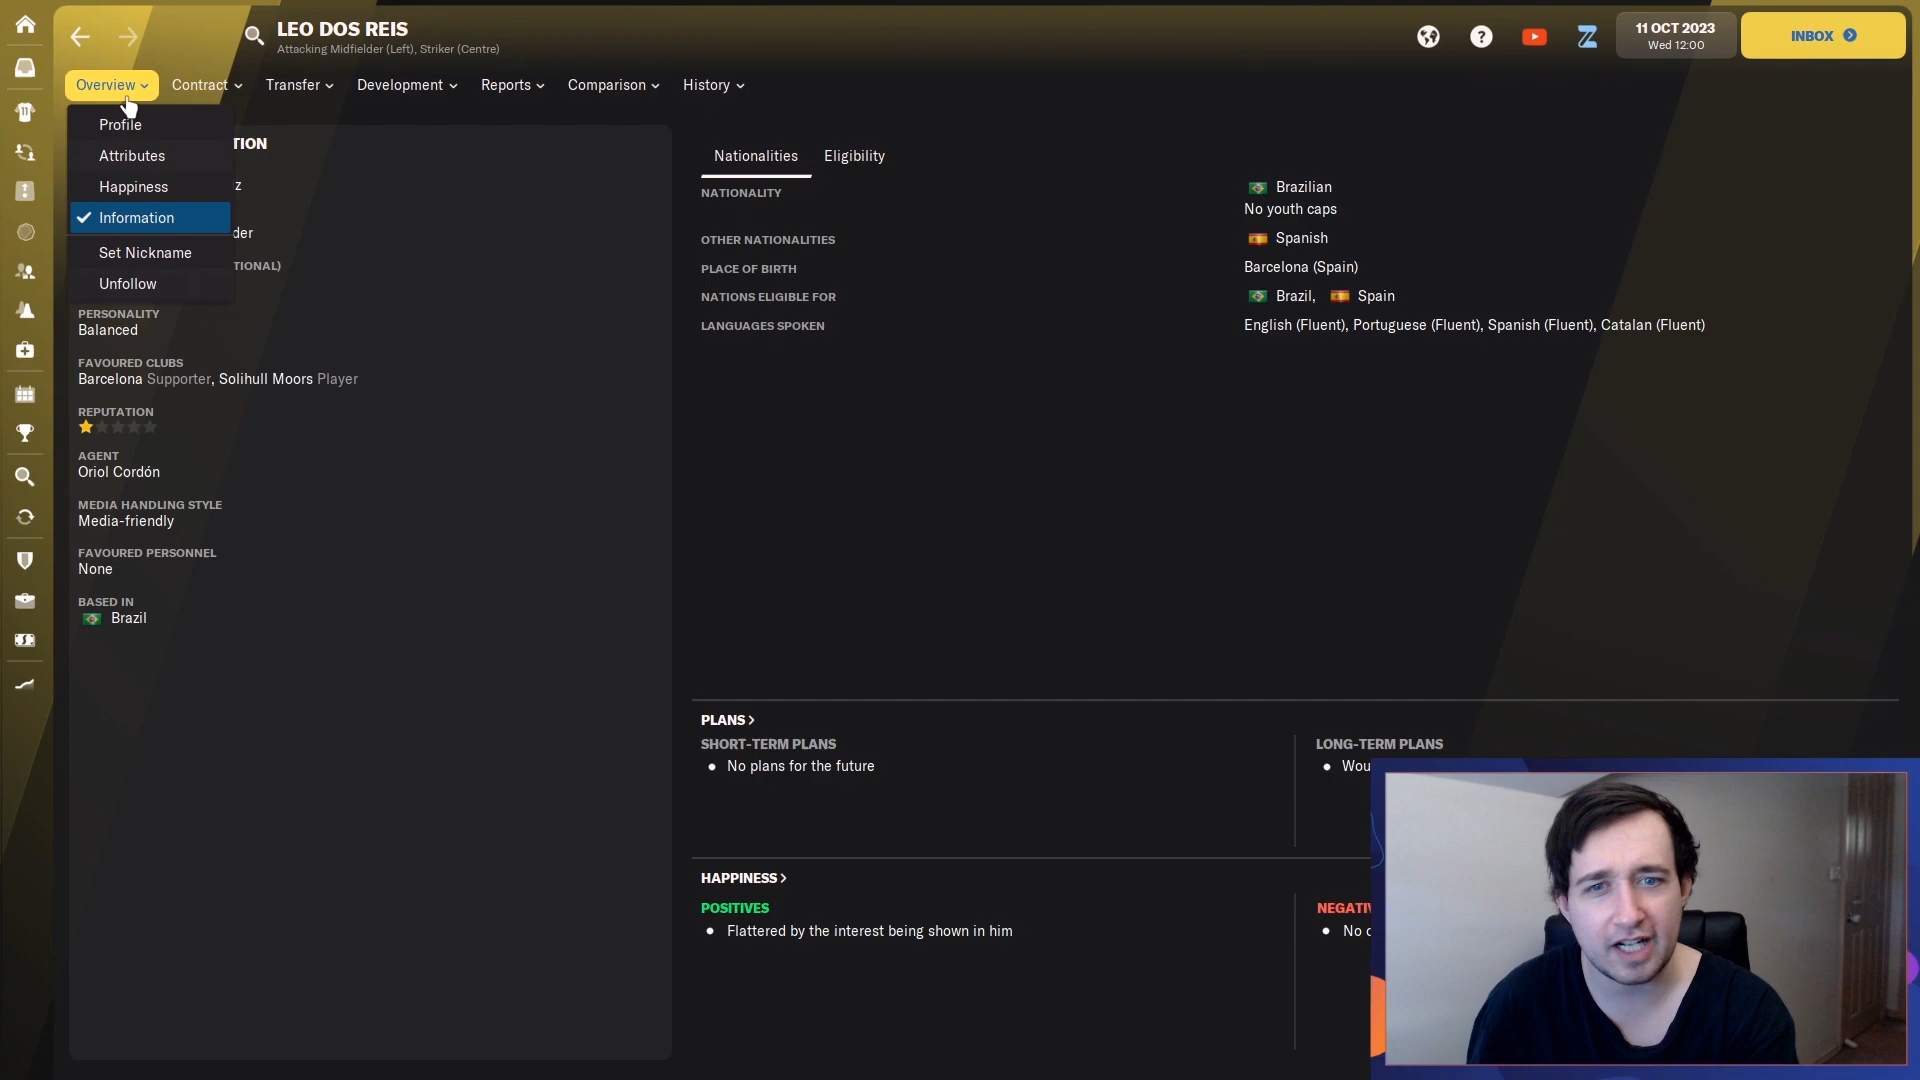 LEO DOS REIS
Attacking Midfielder (Left), Striker (Centre)
11 OCT 2023
Wed 12:00
INBOX
Overview
Contract
Transfer
Development
Reports
Comparison
History
Profile
Attributes
Happiness
Information
Set Nickname
Unfollow
TION
z
der
TIONAL)
PERSONALITY
Balanced
FAVOURED CLUBS
Barcelona Supporter, Solihull Moors Player
REPUTATION
AGENT
Oriol Cordón
MEDIA HANDLING STYLE
Media-friendly
FAVOURED PERSONNEL
None
BASED IN
Brazil
Nationalities
Eligibility
NATIONALITY
Brazilian
No youth caps
OTHER NATIONALITIES
Spanish
PLACE OF BIRTH
Barcelona (Spain)
NATIONS ELIGIBLE FOR
Brazil, Spain
LANGUAGES SPOKEN
English (Fluent), Portuguese (Fluent), Spanish (Fluent), Catalan (Fluent)
PLANS >
SHORT-TERM PLANS
• No plans for the future
LONG-TERM PLANS
• Wou
HAPPINESS >
POSITIVES
• Flattered by the interest being shown in him
NEGATIV
• No